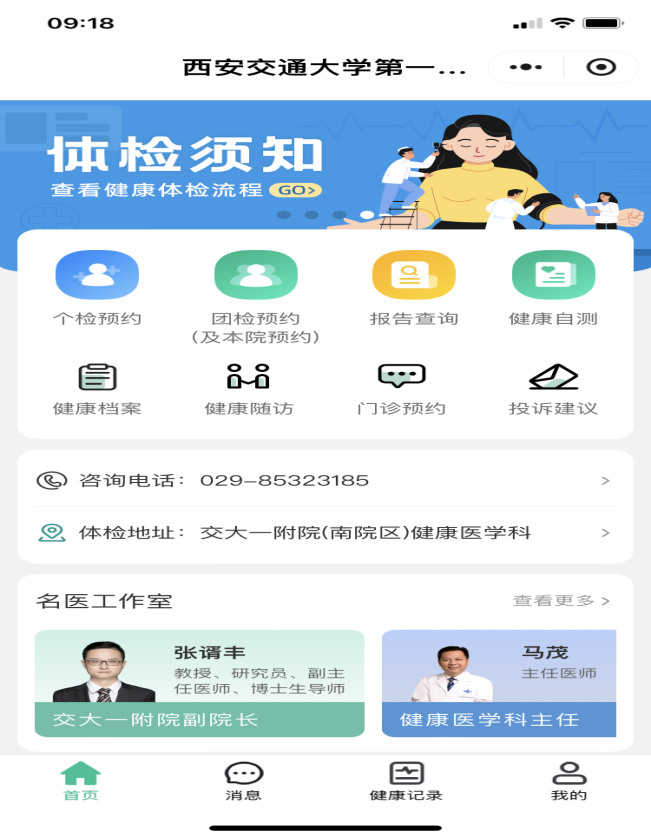 09:18
西安交通大学第一...
体检须知
查看健康体检流程 GO>
个检预约
团检预约
(及本院预约)
报告查询
健康自测
健康档案
健康随访
门诊预约
投诉建议
咨询电话：029-85323185
体检地址：交大一附院(南院区)健康医学科
名医工作室
查看更多 >
张谞丰
教授、研究员、副主
任医师、博士生导师
交大一附院副院长
马茂
主任医师
健康医学科主任
首页
消息
健康记录
我的